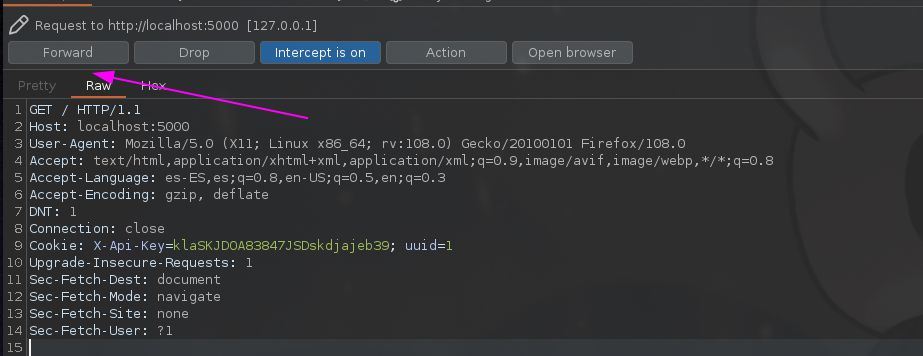 Request to http://localhost:5000 [127.0.0.1]
Forward Drop Intercept is on Action Open browser
Pretty Raw Hex
1 GET / HTTP/1.1
2 Host: localhost:5000
3 User-Agent: Mozilla/5.0 (X11; Linux x86_64; rv:108.0) Gecko/20100101 Firefox/108.0
4 Accept: text/html,application/xhtml+xml,application/xml;q=0.9,image/avif,image/webp,*/*;q=0.8
5 Accept-Language: es-ES,es;q=0.8,en-US;q=0.5,en;q=0.3
6 Accept-Encoding: gzip, deflate
7 DNT: 1
8 Connection: close
9 Cookie: X-Api-Key=klaSKJDOA83847JSDskdjajeb39; uuid=1
10 Upgrade-Insecure-Requests: 1
11 Sec-Fetch-Dest: document
12 Sec-Fetch-Mode: navigate
13 Sec-Fetch-Site: none
14 Sec-Fetch-User: ?1
15